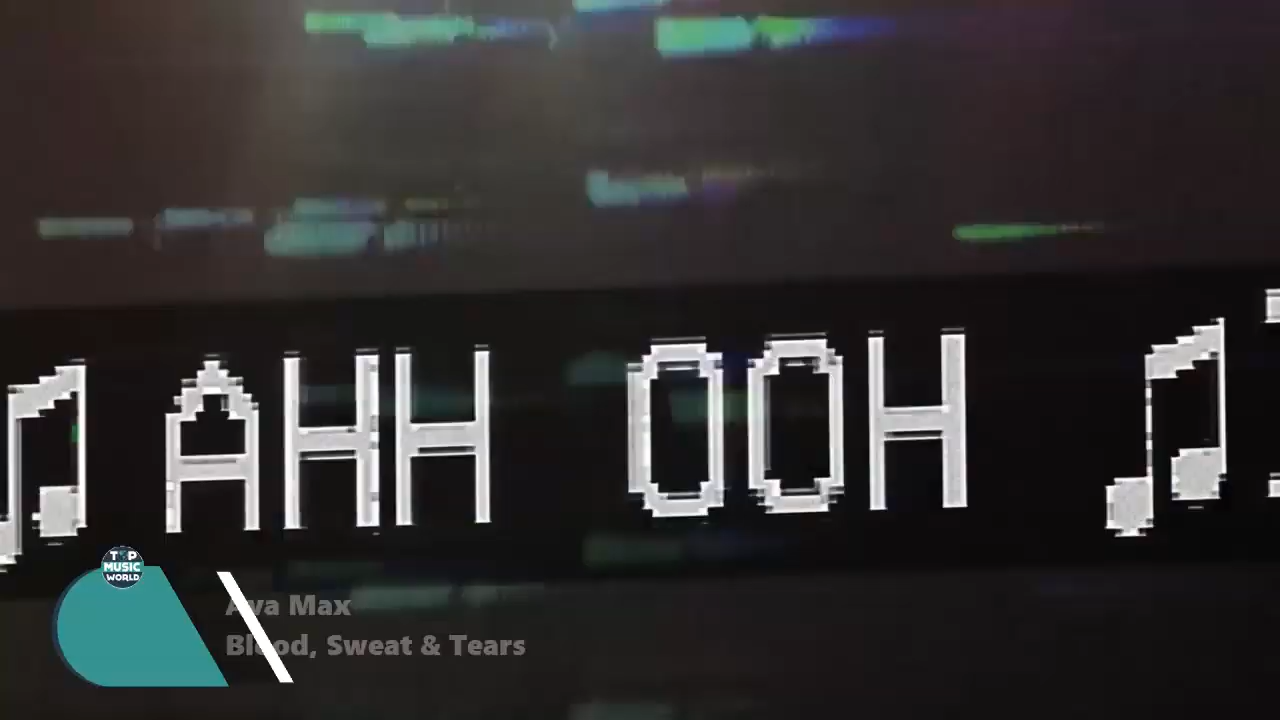 ♫ AHH OOH ♫
TOP
MUSIC
WORLD
Ava Max
Blood, Sweat & Tears